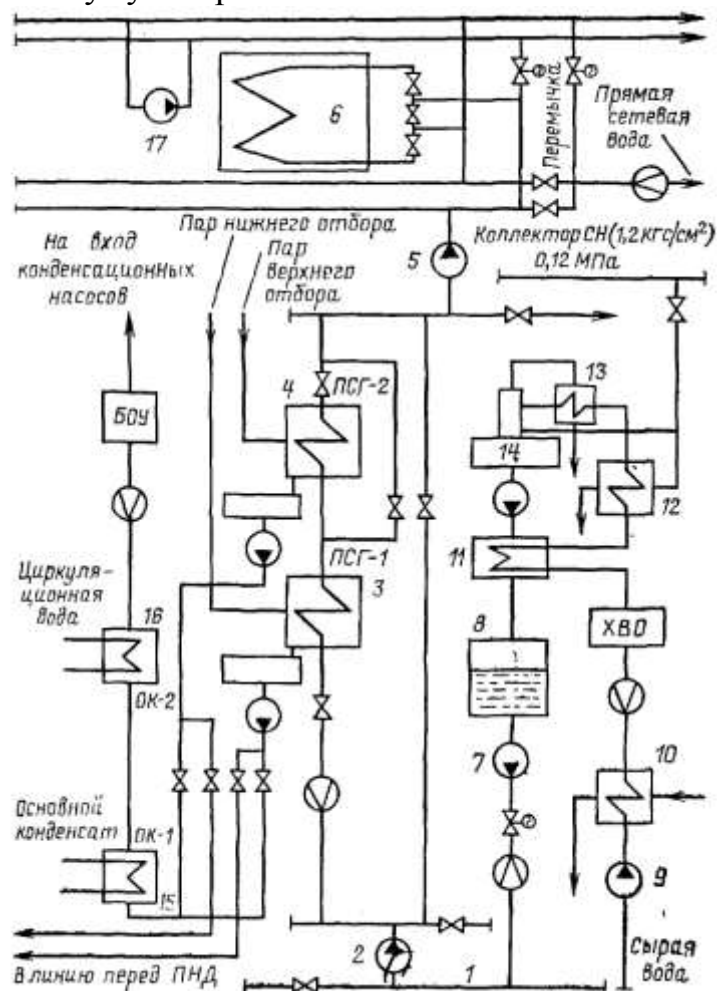 6
17
Перемычка
Прямая
сетевая
вода
Пар нижнего отбора
На вход
конденсационных
насосов
Пар
верхнего
отбора
5
Коллектор СН (1,2 кгс/см²)
0,12 МПа
4
ПСГ-2
13
БОУ
14
12
ПСГ-1
11
3
Циркуля-
ционная
вода
16
8
ХВО
ОК-2
7
10
Основной
конденсат
ОК-1
15
9
2
1
Сырая
вода
В линию перед ПНД